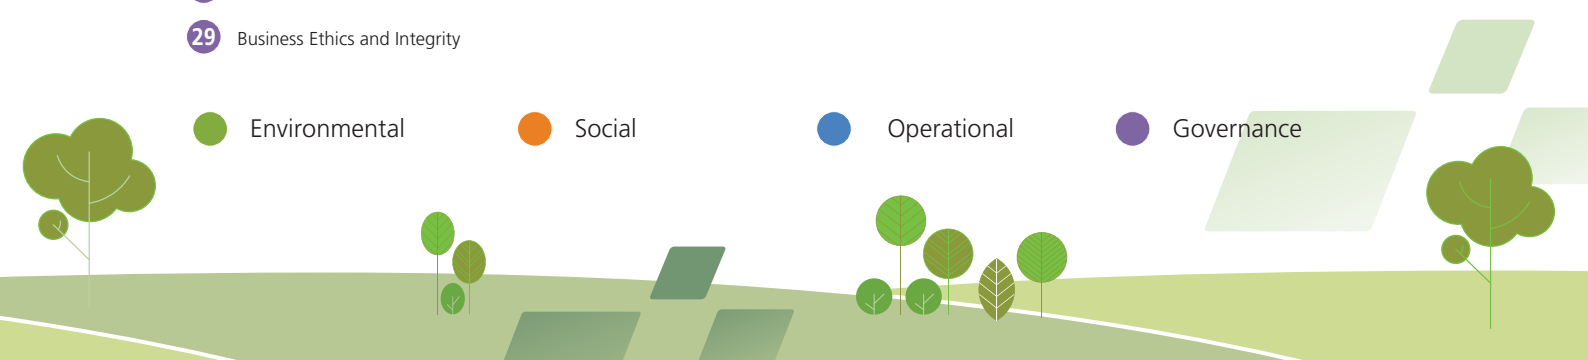 29 Business Ethics and Integrity
Environmental Social Operational Governance